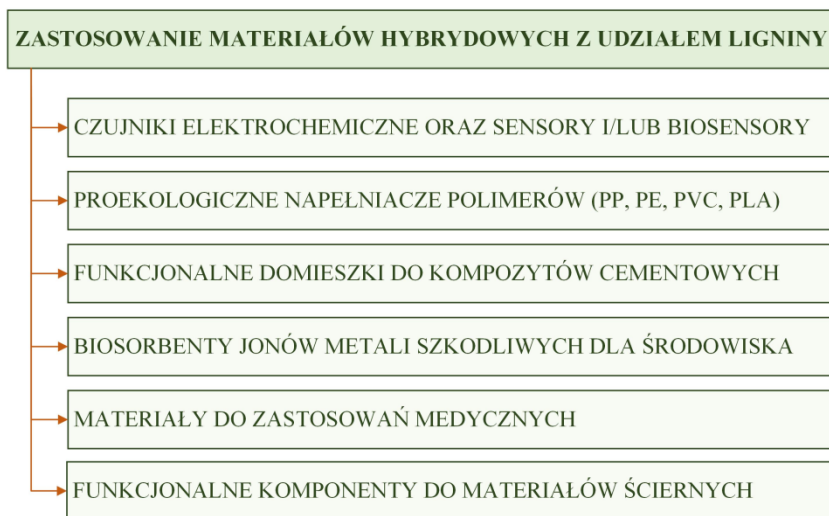 ZASTOSOWANIE MATERIAŁÓW HYBRYDOWYCH Z UDZIAŁEM LIGNINY
CZUJNIKI ELEKTROCHEMICZNE ORAZ SENSORY I/LUB BIOSENSORY
PROEKOLOGICZNE NAPEŁNIACZE POLIMERÓW (PP, PE, PVC, PLA)
FUNKCJONALNE DOMIESZKI DO KOMPOZYTÓW CEMENTOWYCH
BIOSORBENTY JONÓW METALI SZKODLIWYCH DLA ŚRODOWISKA
MATERIAŁY DO ZASTOSOWAŃ MEDYCZNYCH
FUNKCJONALNE KOMPONENTY DO MATERIAŁÓW ŚCIERNYCH